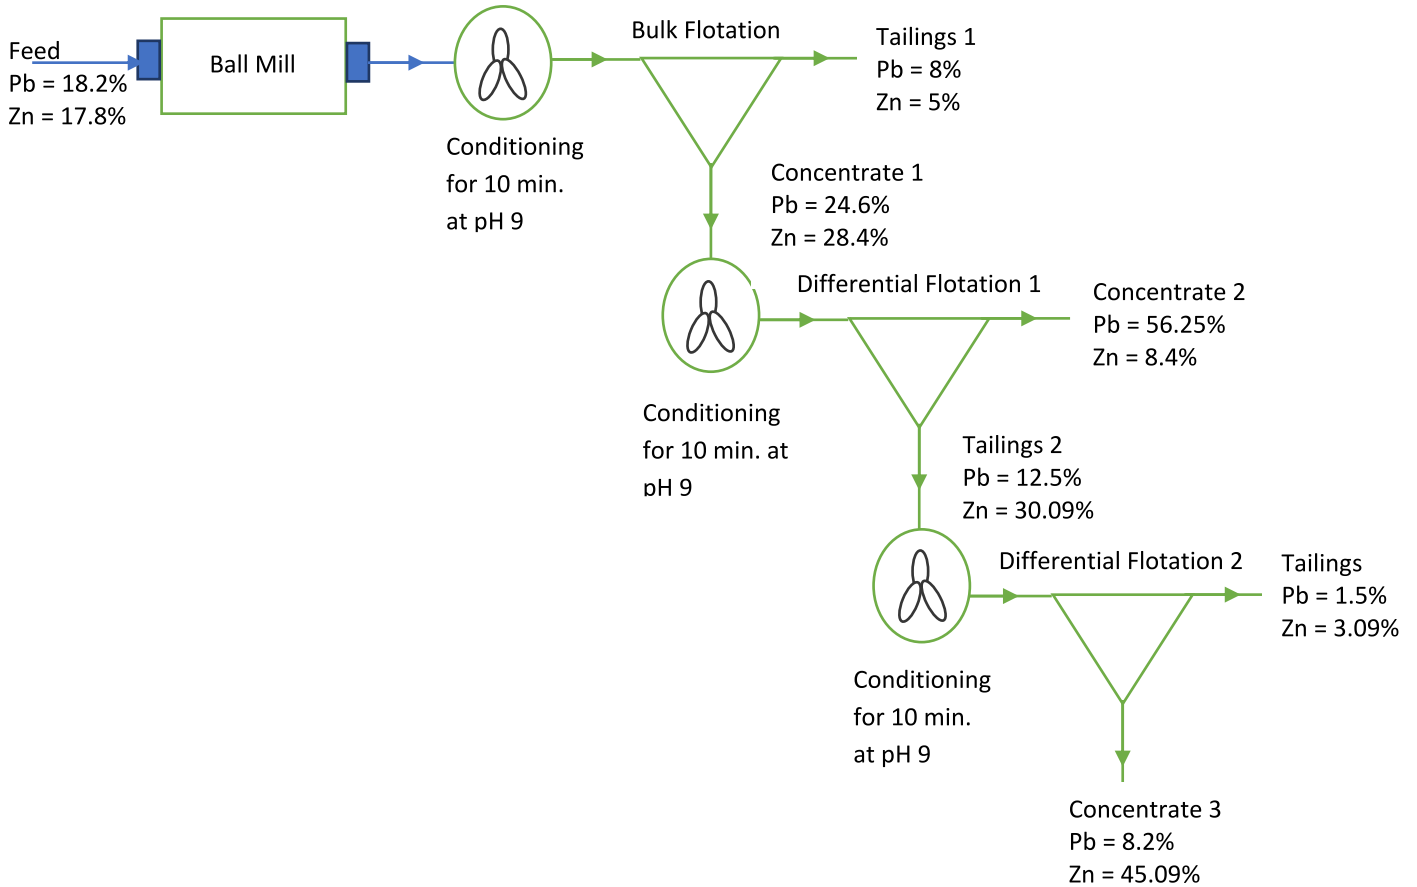 Feed
Pb = 18.2%
Zn = 17.8%
Ball Mill
Conditioning
for 10 min.
at pH 9
Bulk Flotation
Tailings 1
Pb = 8%
Zn = 5%
Concentrate 1
Pb = 24.6%
Zn = 28.4%
Conditioning
for 10 min. at
pH 9
Differential Flotation 1
Concentrate 2
Pb = 56.25%
Zn = 8.4%
Tailings 2
Pb = 12.5%
Zn = 30.09%
Conditioning
for 10 min.
at pH 9
Differential Flotation 2
Tailings
Pb = 1.5%
Zn = 3.09%
Concentrate 3
Pb = 8.2%
Zn = 45.09%